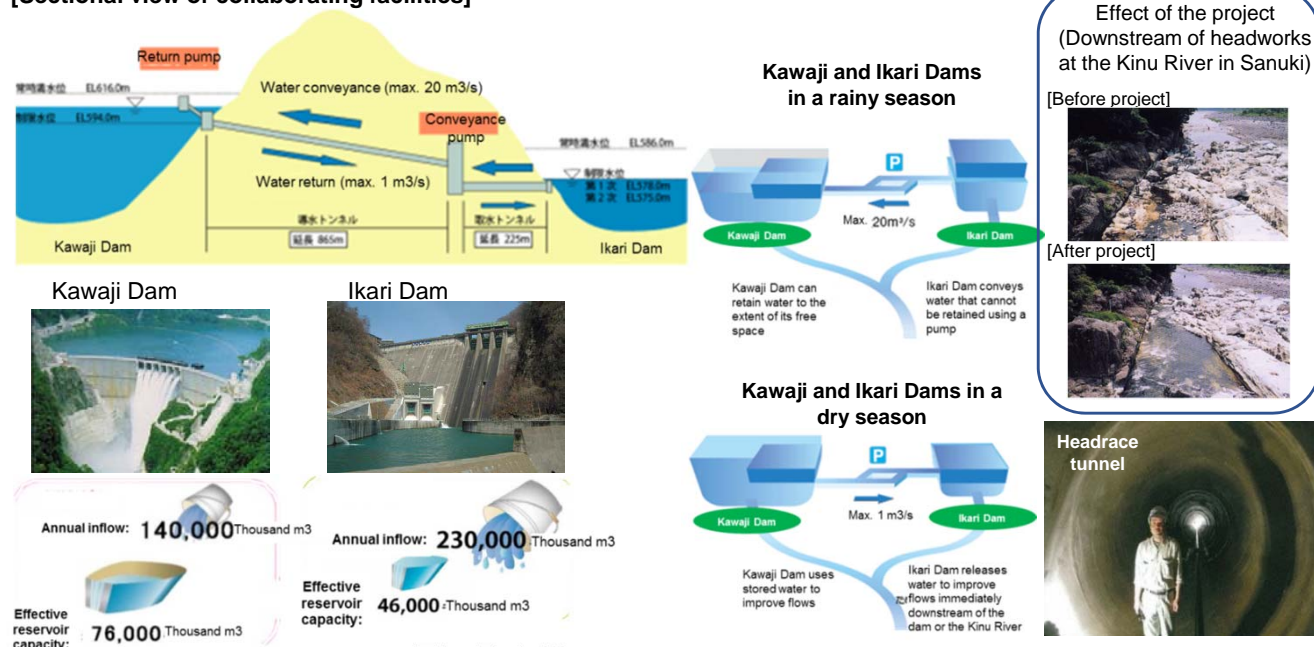 [Sectional view of collaborating facilities]
Return pump
常時満水位 EL616.0m
制限水位 EL594.0m
Water conveyance (max. 20 m3/s)
Conveyance
pump
常時満水位 EL586.0m
制限水位
第1次 EL578.0m
第2次 EL575.0m
Water return (max. 1 m3/s)
導水トンネル
延長 865m
取水トンネル
延長 225m
Kawaji Dam
Ikari Dam
Kawaji Dam
Ikari Dam
Annual inflow: 140,000 Thousand m3
Effective
reservoir
capacity:
76,000 Thousand m3
Annual inflow: 230,000 Thousand m3
Effective
reservoir
capacity:
46,000 Thousand m3
Kawaji and Ikari Dams
in a rainy season
P
Max. 20m³/s
Kawaji Dam
Ikari Dam
Kawaji Dam can
retain water to the
extent of its free
space
Ikari Dam conveys
water that cannot
be retained using a
pump
Kawaji and Ikari Dams in a
dry season
P
Max. 1 m3/s
Kawaji Dam
Ikari Dam
Kawaji Dam uses
stored water to
improve flows
Ikari Dam releases
water to improve
flows immediately
downstream of the
dam or the Kinu River
Effect of the project
(Downstream of headworks
at the Kinu River in Sanuki)
[Before project]
[After project]
Headrace
tunnel